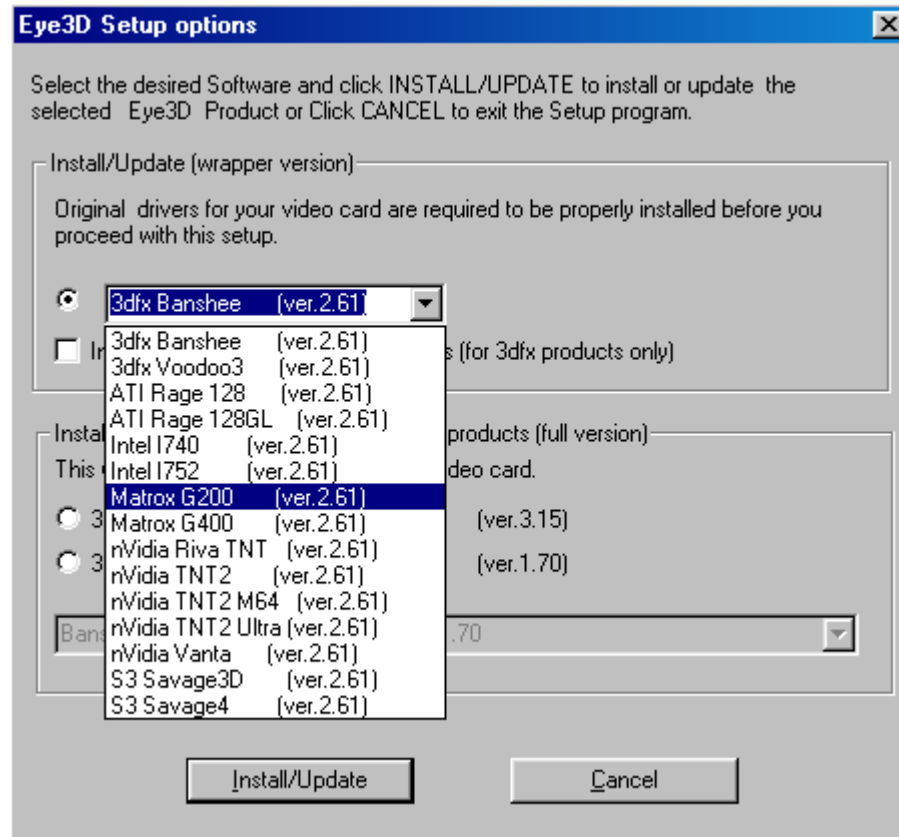 Eye3D Setup options
Select the desired Software and click INSTALL/UPDATE to install or update the
selected Eye3D Product or Click CANCEL to exit the Setup program.
Install/Update (wrapper version)
Original drivers for your video card are required to be properly installed before you
proceed with this setup.
3dfx Banshee (ver.2.61)
(for 3dfx products only)
3dfx Banshee (ver.2.61)
3dfx Voodoo3 (ver.2.61)
ATI Rage 128 (ver.2.61)
ATI Rage 128GL (ver.2.61)
Intel I740 (ver.2.61)
Intel I752 (ver.2.61)
Matrox G200 (ver.2.61)
Matrox G400 (ver.2.61)
nVidia Riva TNT (ver.2.61)
nVidia TNT2 (ver.2.61)
nVidia TNT2 M64 (ver.2.61)
nVidia TNT2 Ultra (ver.2.61)
nVidia Vanta (ver.2.61)
S3 Savage3D (ver.2.61)
S3 Savage4 (ver.2.61)
products (full version)
This
card.
(ver.3.15)
(ver.1.70)
.70
Install/Update
Cancel